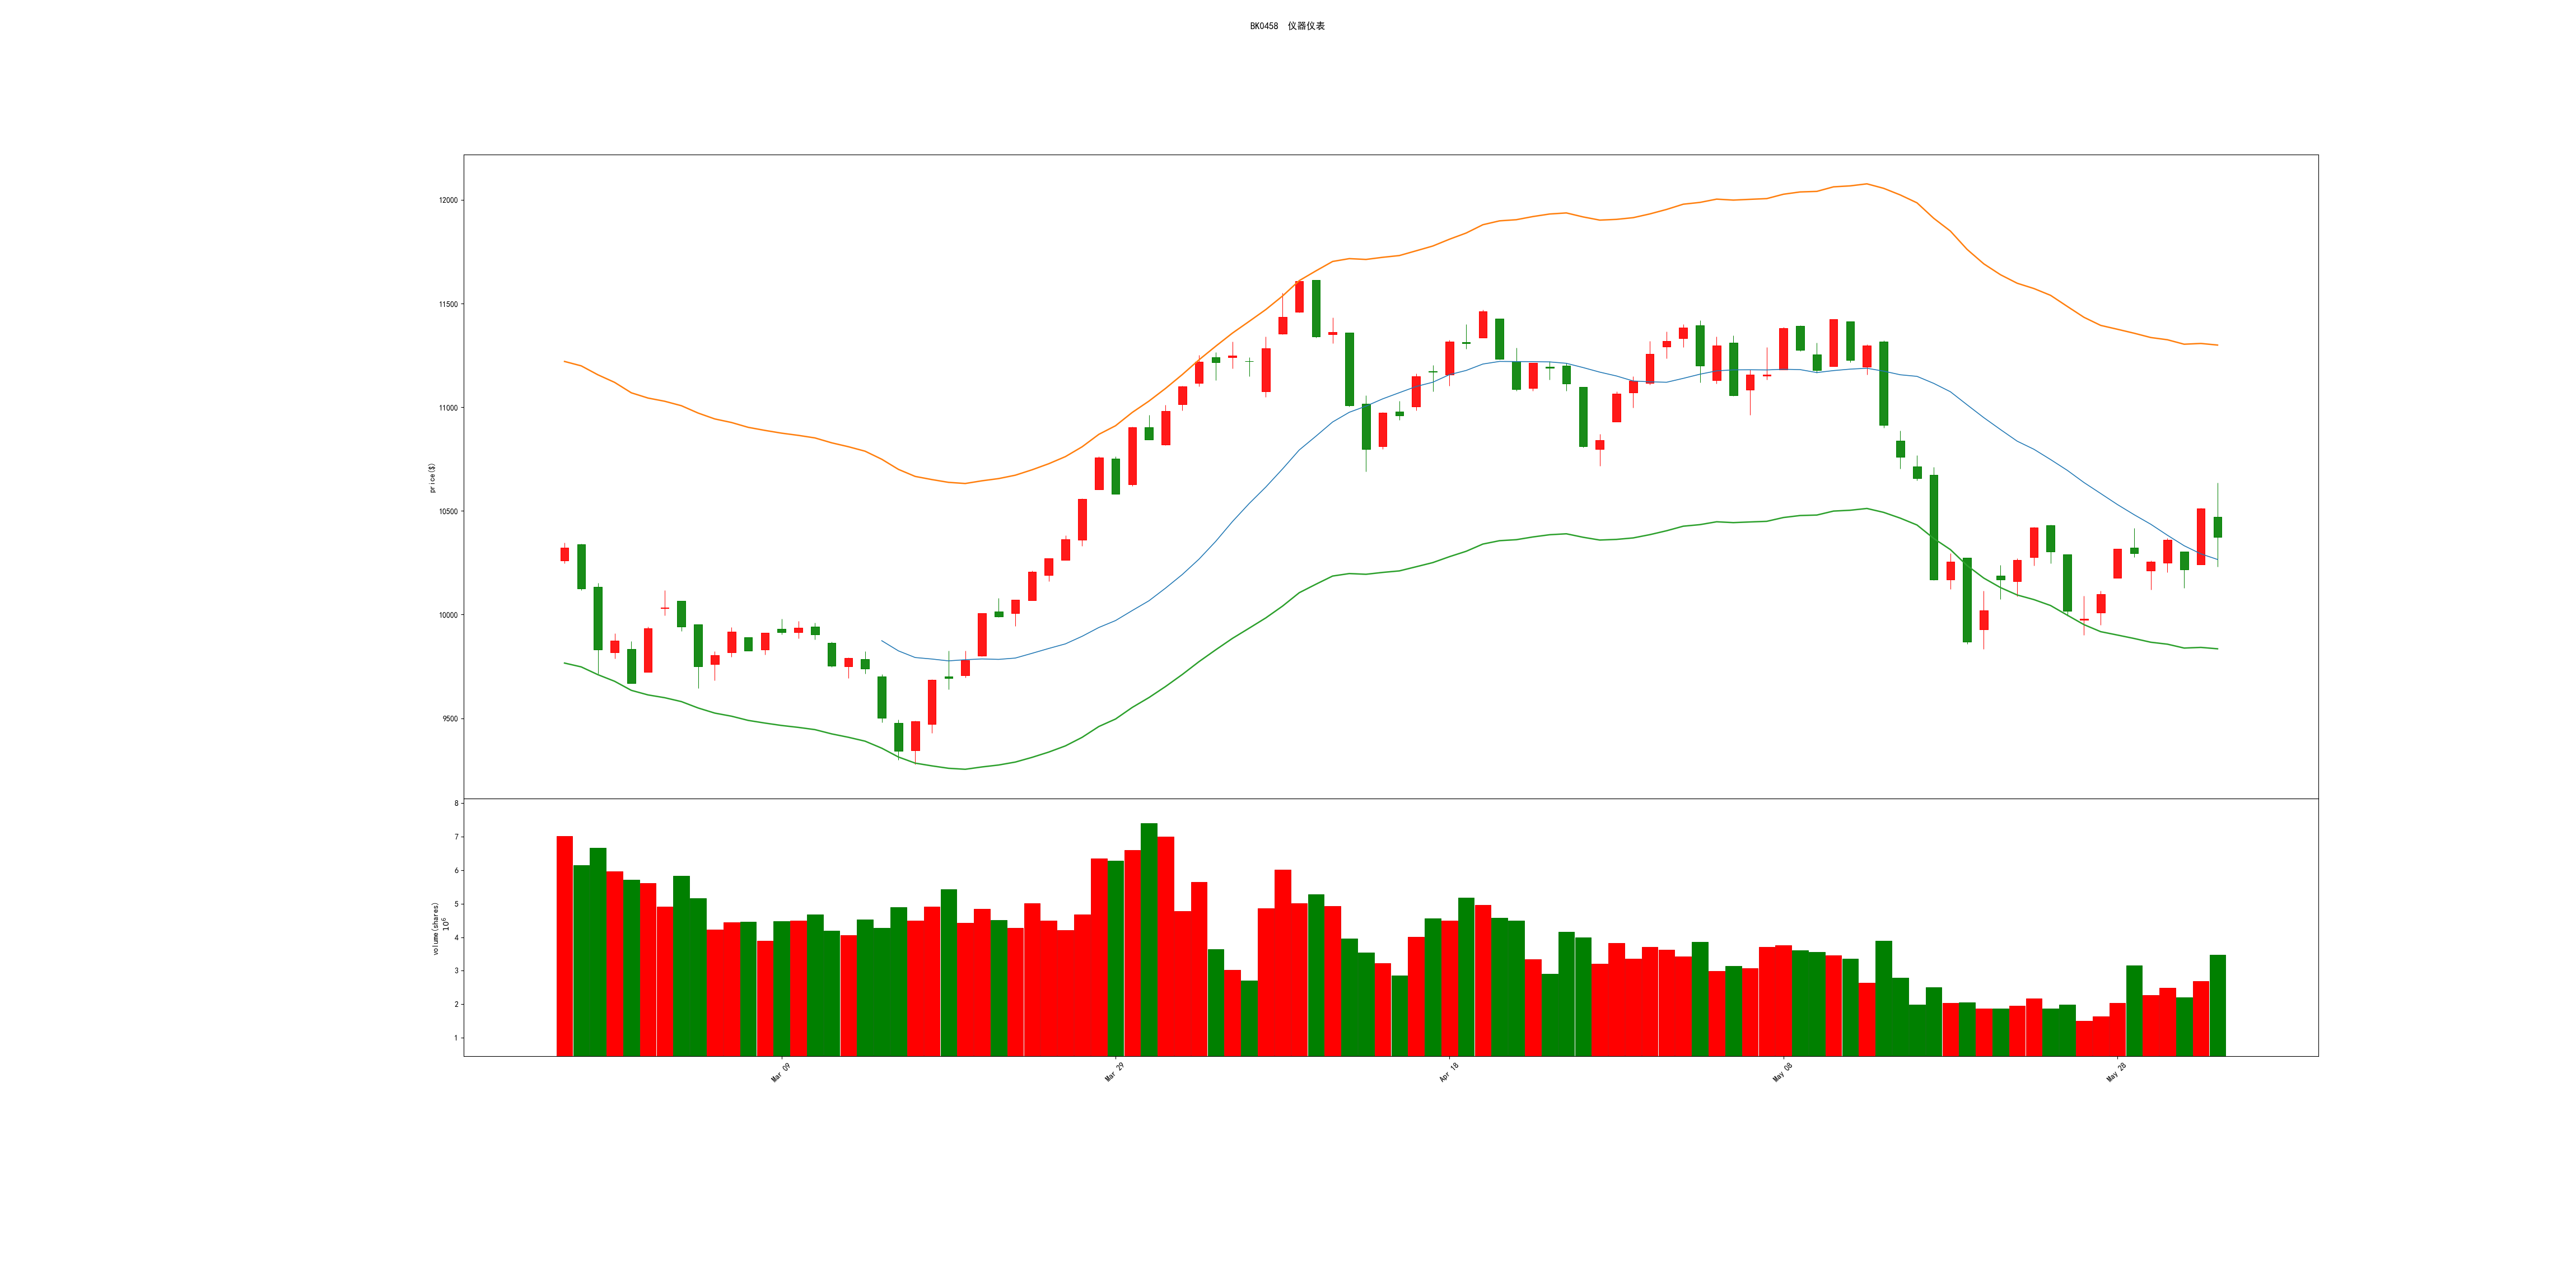 BK0458 仪器仪表
12000
11500
11000
10500
10000
9500
price($)
8
7
6
5
4
3
2
1
volume(shares)
10^6
Mar 09
Mar 29
Apr 18
May 08
May 28